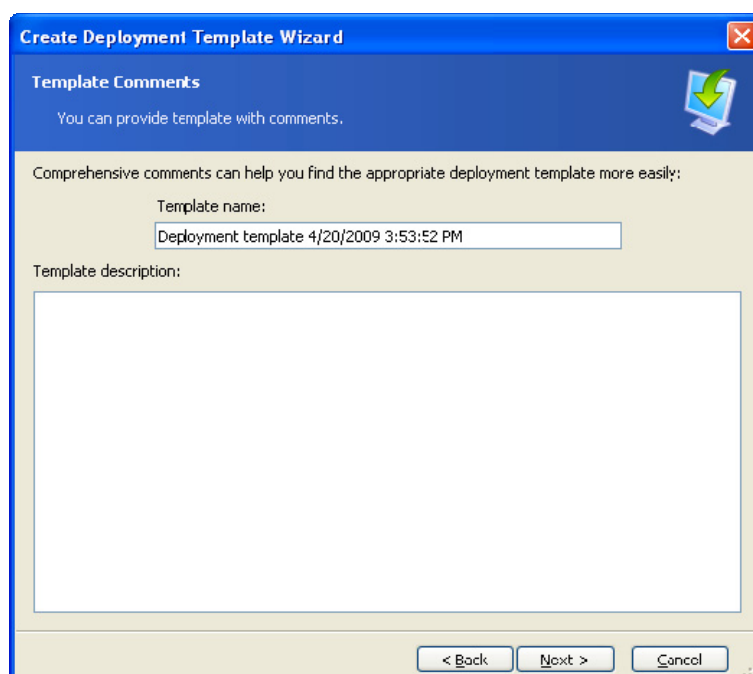 Create Deployment Template Wizard
Template Comments
You can provide template with comments.
Comprehensive comments can help you find the appropriate deployment template more easily:
Template name:
Deployment template 4/20/2009 3:53:52 PM
Template description:
< Back
Next >
Cancel